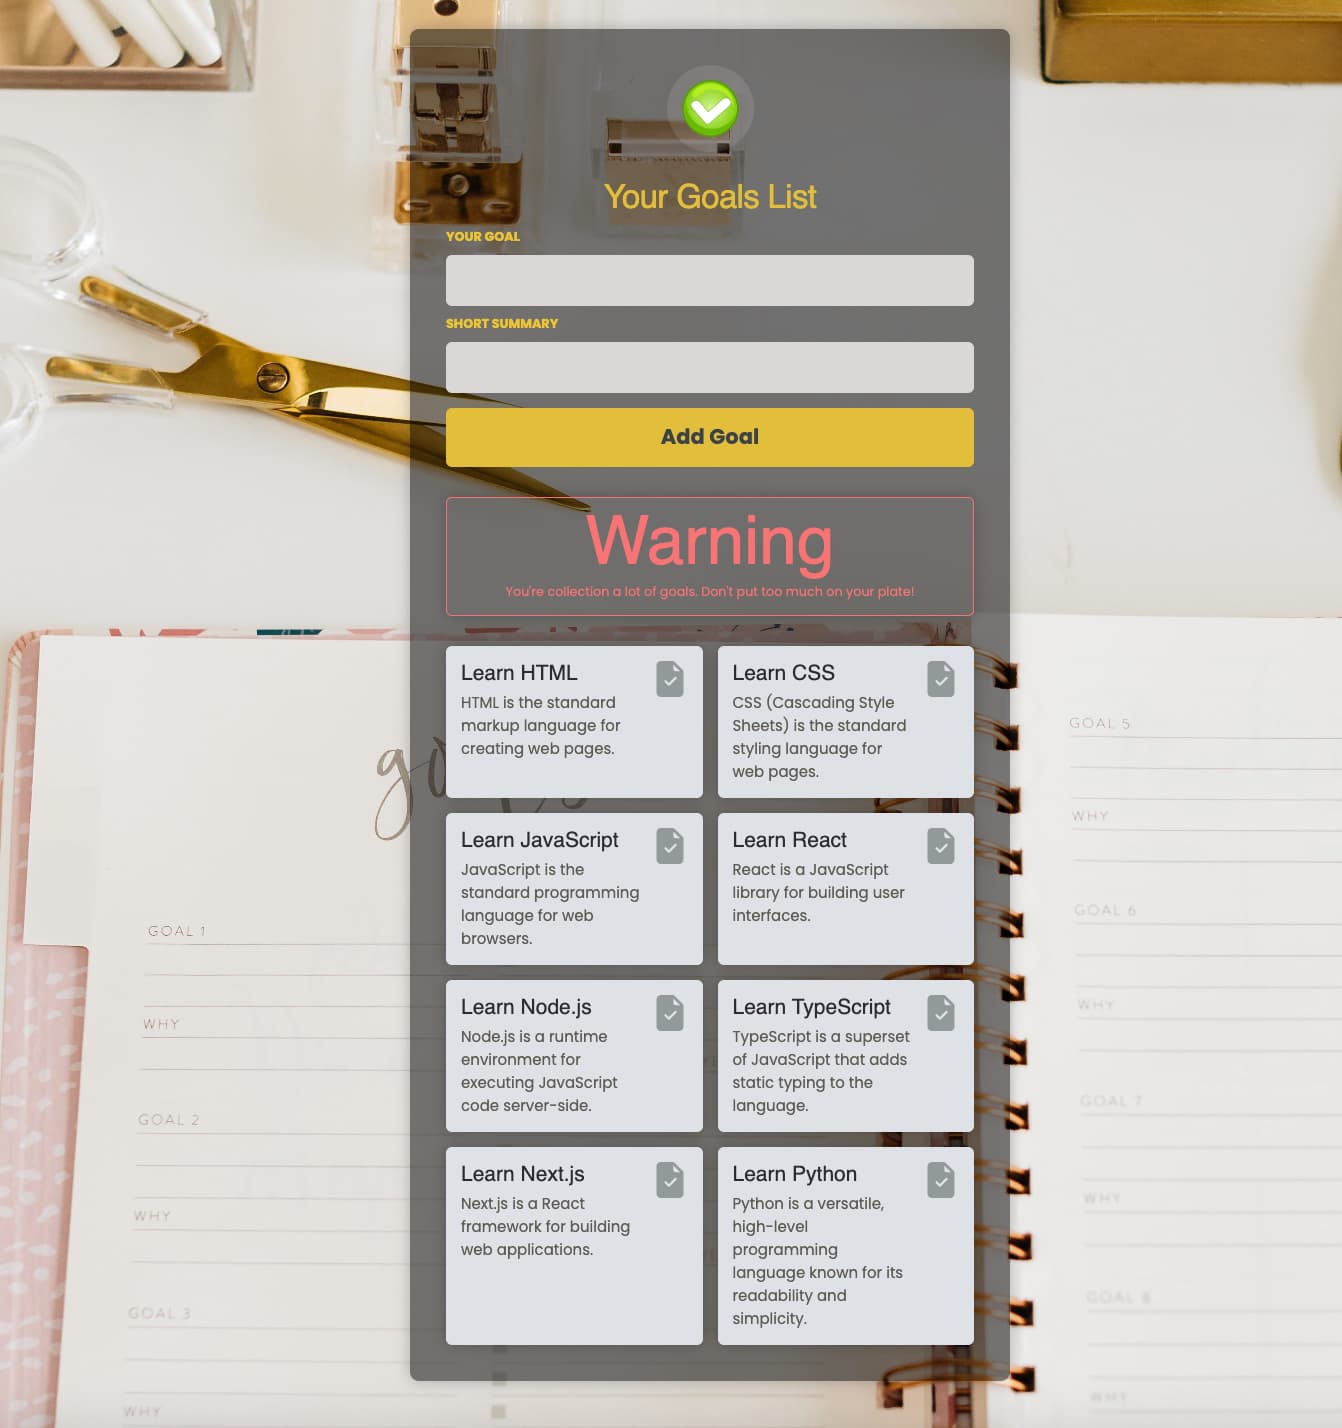 Your Goals List
YOUR GOAL
SHORT SUMMARY
Add Goal
Warning
You're collection a lot of goals. Don't put too much on your plate!
Learn HTML
HTML is the standard
markup language for
creating web pages.
Learn CSS
CSS (Cascading Style
Sheets) is the standard
styling language for
web pages.
Learn JavaScript
JavaScript is the
standard programming
language for web
browsers.
Learn React
React is a JavaScript
library for building user
interfaces.
Learn Node.js
Node.js is a runtime
environment for
executing JavaScript
code server-side.
Learn TypeScript
TypeScript is a superset
of JavaScript that adds
static typing to the
language.
Learn Next.js
Next.js is a React
framework for building
web applications.
Learn Python
Python is a versatile,
high-level
programming
language known for its
readability and
simplicity.
GOAL 1
WHY
GOAL 2
WHY
GOAL 3
WHY
GOAL 5
WHY
GOAL 6
WHY
GOAL 7
WHY
GOAL 8
WHY